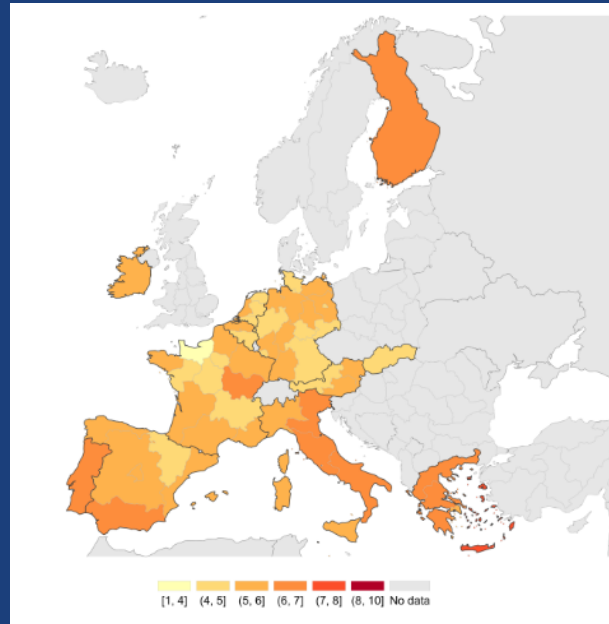 [1, 4] (4, 5] (5, 6] (6, 7] (7, 8] (8, 10] No data